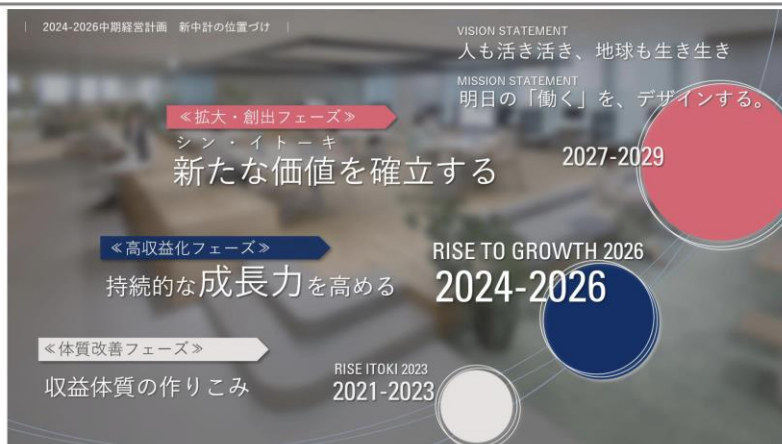 2024-2026中期経営計画 新中計の位置づけ
VISION STATEMENT
人も活き活き、地球も生き生き
MISSION STATEMENT
明日の「働く」を、デザインする。
≪拡大・創出フェーズ≫
シン・イトーキ
新たな価値を確立する
2027-2029
≪高収益化フェーズ≫
持続的な成長力を高める
RISE TO GROWTH 2026
2024-2026
≪体質改善フェーズ≫
収益体質の作りこみ
RISE ITOKI 2023
2021-2023